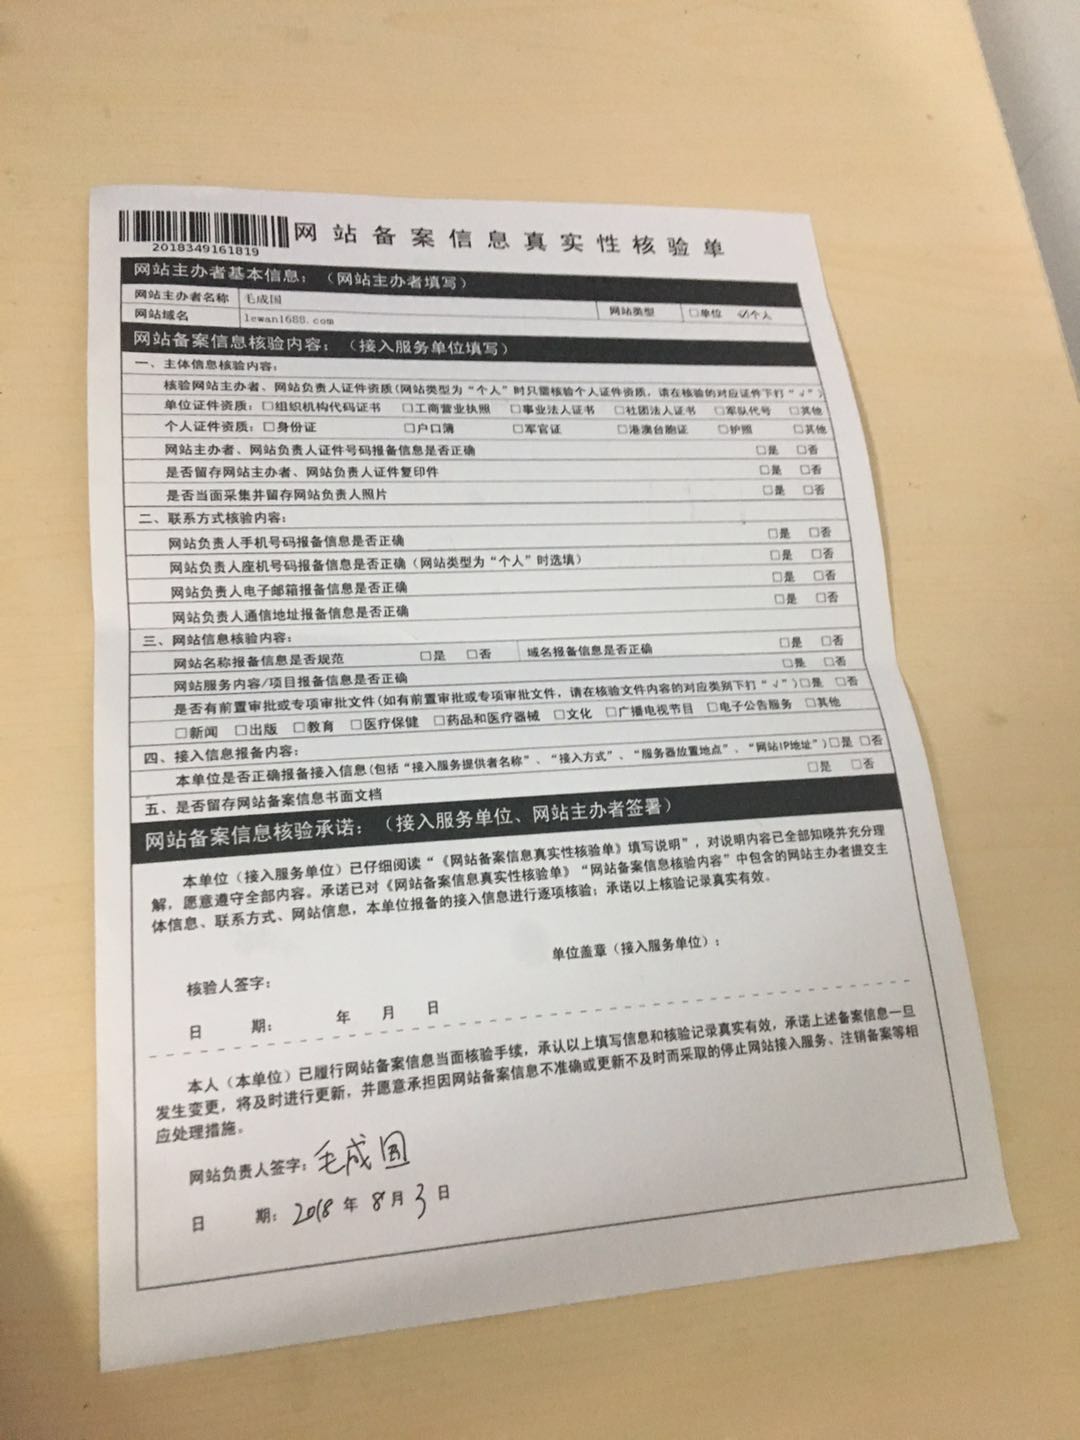 网站备案信息真实性核验单
2018349161819
网站主办者基本信息：（网站主办者填写）
网站主办者名称 毛成国
网站域名 lewan1688.com 网站类型 □单位 ☑个人
网站备案信息核验内容：（接入服务单位填写）
一、主体信息核验内容：
核验网站主办者、网站负责人证件资质(网站类型为“个人”时只需核验个人证件资质，请在核验的对应证件下打“√”)
单位证件资质：□组织机构代码证书 □工商营业执照 □事业法人证书 □社团法人证书 □军队代号 □其他
个人证件资质：□身份证 □户口簿 □军官证 □港澳台胞证 □护照 □其他
网站主办者、网站负责人证件号码报备信息是否正确 □是 □否
是否留存网站主办者、网站负责人证件复印件 □是 □否
是否当面采集并留存网站负责人照片 □是 □否
二、联系方式核验内容：
网站负责人手机号码报备信息是否正确 □是 □否
网站负责人座机号码报备信息是否正确(网站类型为“个人”时选填) □是 □否
网站负责人电子邮箱报备信息是否正确 □是 □否
网站负责人通信地址报备信息是否正确 □是 □否
三、网站信息核验内容：
网站名称报备信息是否规范 □是 □否 域名报备信息是否正确 □是 □否
网站服务内容/项目报备信息是否正确 □是 □否
是否有前置审批或专项审批文件(如有前置审批或专项审批文件，请在核验文件内容的对应类别下打“√”)□是 □否
□新闻 □出版 □教育 □医疗保健 □药品和医疗器械 □文化 □广播电视节目 □电子公告服务 □其他
四、接入信息报备内容：
本单位是否正确报备接入信息(包括“接入服务提供者名称”、“接入方式”、“服务器放置地点”、“网站IP地址”)□是 □否
五、是否留存网站备案信息书面文档 □是 □否
网站备案信息核验承诺：（接入服务单位、网站主办者签署）
本单位（接入服务单位）已仔细阅读“《网站备案信息真实性核验单》填写说明”，对说明内容已全部知晓并充分理
解，愿意遵守全部内容。承诺已对《网站备案信息真实性核验单》“网站备案信息核验内容”中包含的网站主办者提交主
体信息、联系方式、网站信息，本单位报备的接入信息进行逐项核验；承诺以上核验记录真实有效。
单位盖章（接入服务单位）：
核验人签字：
日 期： 年 月 日
本人（本单位）已履行网站备案信息当面核验手续，承认以上填写信息和核验记录真实有效，承诺上述备案信息一旦
发生变更，将及时进行更新，并愿意承担因网站备案信息不准确或更新不及时而采取的停止网站接入服务、注销备案等相
应处理措施。
网站负责人签字：毛成国
日 期：2018年8月3日